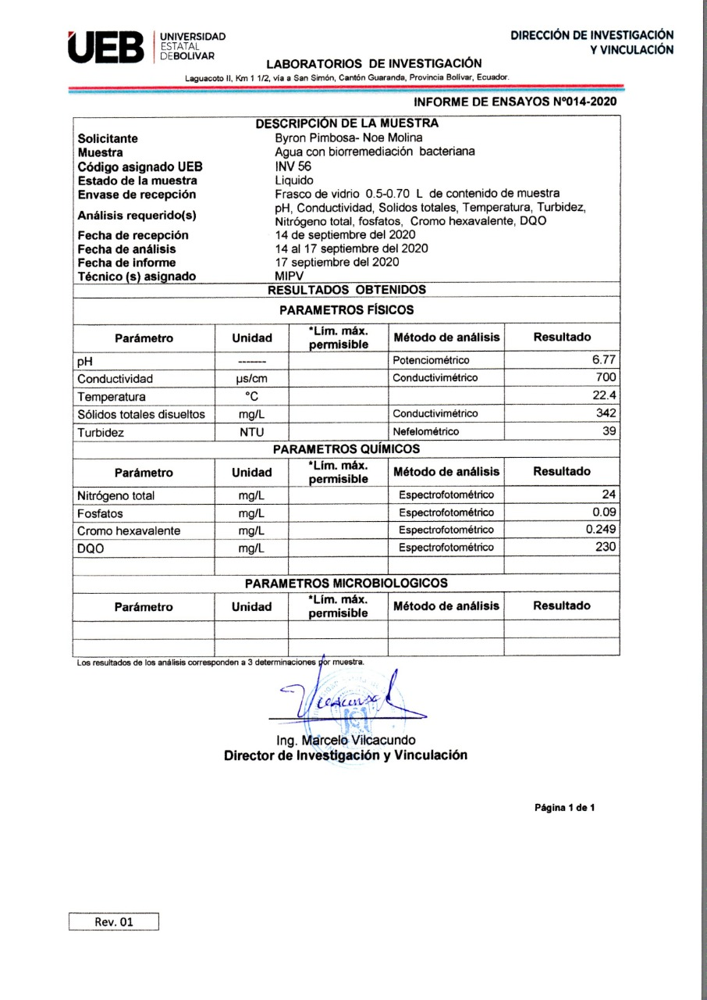 UEB UNIVERSIDAD
ESTATAL
DEBOLIVAR
DIRECCIÓN DE INVESTIGACIÓN
Y VINCULACIÓN
LABORATORIOS DE INVESTIGACIÓN
Laguacoto II, Km 1 1/2, vía a San Simón, Cantón Guaranda, Provincia Bolívar, Ecuador.
INFORME DE ENSAYOS Nº014-2020
DESCRIPCIÓN DE LA MUESTRA
Solicitante Byron Pimbosa- Noe Molina
Muestra Agua con biorremediación bacteriana
Código asignado UEB INV 56
Estado de la muestra Liquido
Envase de recepción Frasco de vidrio 0.5-0.70 L de contenido de muestra
Análisis requerido(s) pH, Conductividad, Solidos totales, Temperatura, Turbidez,
Nitrógeno total, fosfatos, Cromo hexavalente, DQO
Fecha de recepción 14 de septiembre del 2020
Fecha de análisis 14 al 17 septiembre del 2020
Fecha de informe 17 septiembre del 2020
Técnico (s) asignado MIPV
RESULTADOS OBTENIDOS
PARAMETROS FÍSICOS
Parámetro Unidad *Lím. máx. permisible Método de análisis Resultado
pH ------- Potenciométrico 6.77
Conductividad µs/cm Conductivimétrico 700
Temperatura °C 22.4
Sólidos totales disueltos mg/L Conductivimétrico 342
Turbidez NTU Nefelométrico 39
PARAMETROS QUÍMICOS
Parámetro Unidad *Lím. máx. permisible Método de análisis Resultado
Nitrógeno total mg/L Espectrofotométrico 24
Fosfatos mg/L Espectrofotométrico 0.09
Cromo hexavalente mg/L Espectrofotométrico 0.249
DQO mg/L Espectrofotométrico 230
PARAMETROS MICROBIOLOGICOS
Parámetro Unidad *Lím. máx. permisible Método de análisis Resultado
Los resultados de los análisis corresponden a 3 determinaciones por muestra.
Ing. Marcelo Vilcacundo
Director de Investigación y Vinculación
Página 1 de 1
Rev. 01